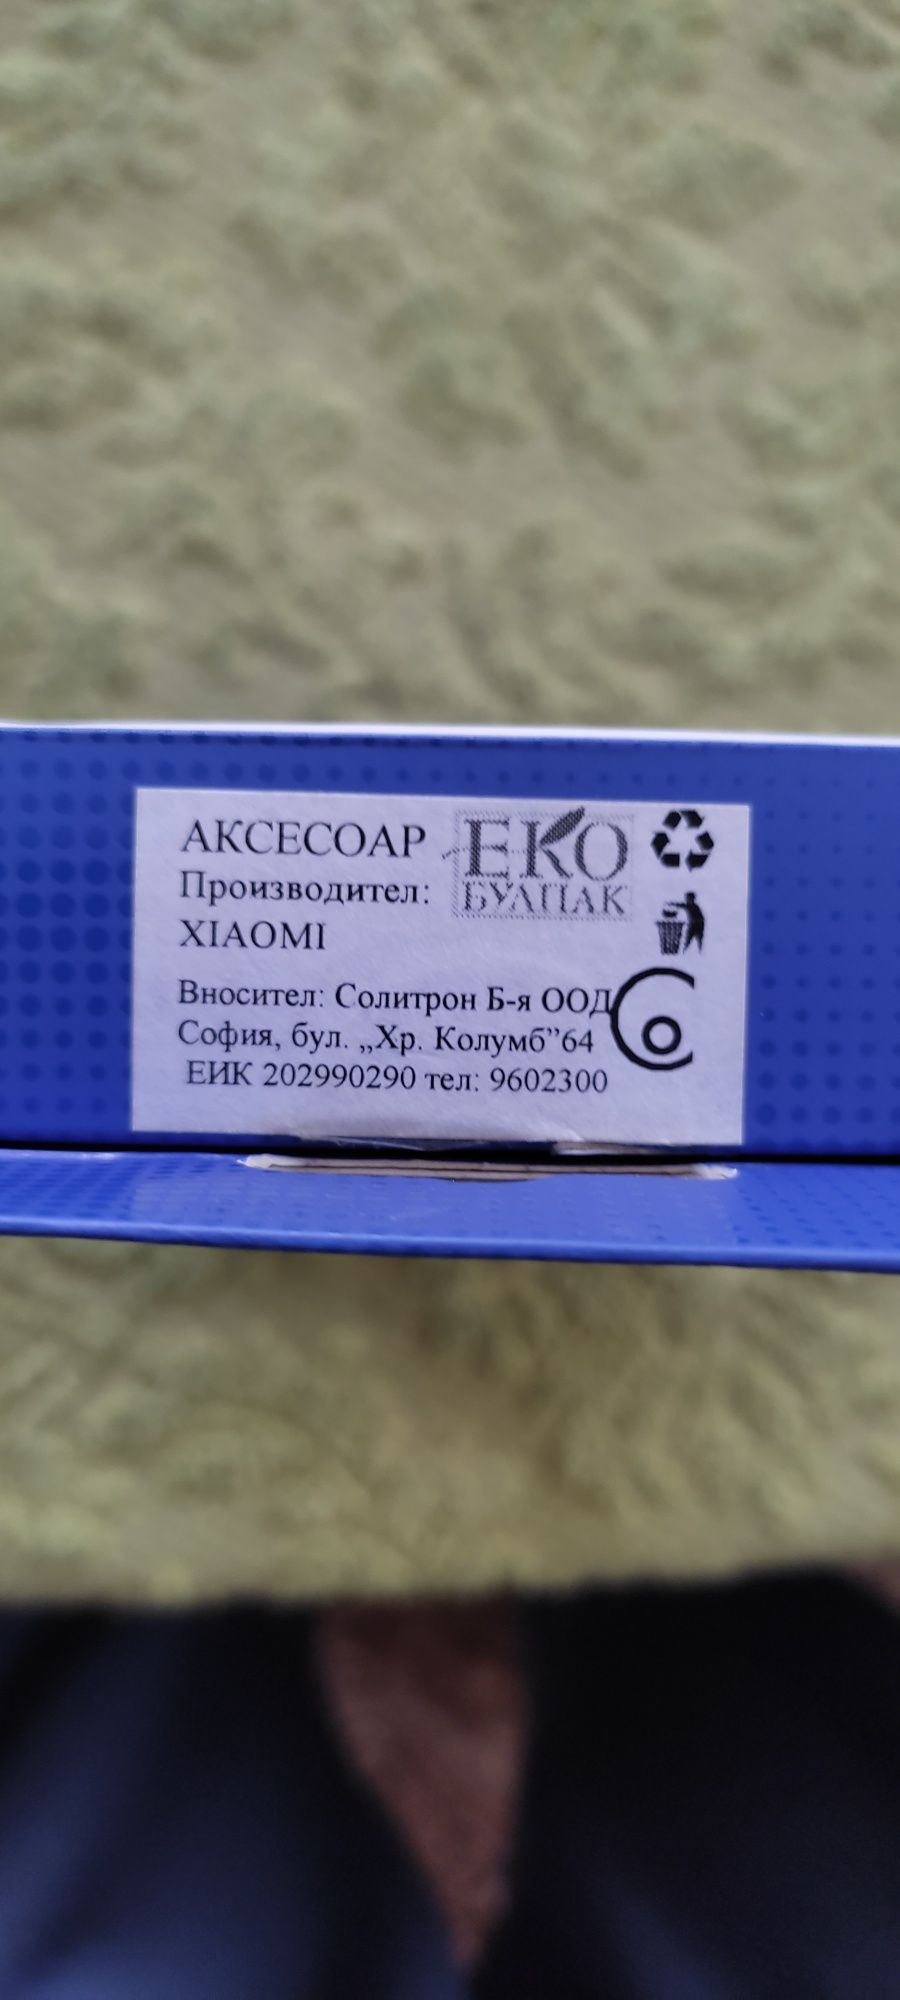 АКСЕСОАР
ЕКО
БУЛПАК
Производител:
XIAOMI
Вносител: Солитрон Б-я ООД
София, бул. „Хр. Колумб”64
ЕИК 202990290 тел: 9602300